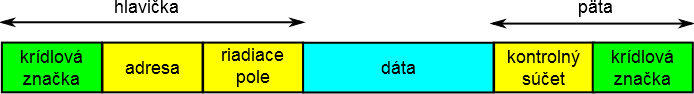 hlavička
päta
krídlová
značka
adresa
riadiace
pole
dáta
kontrolný
súčet
krídlová
značka